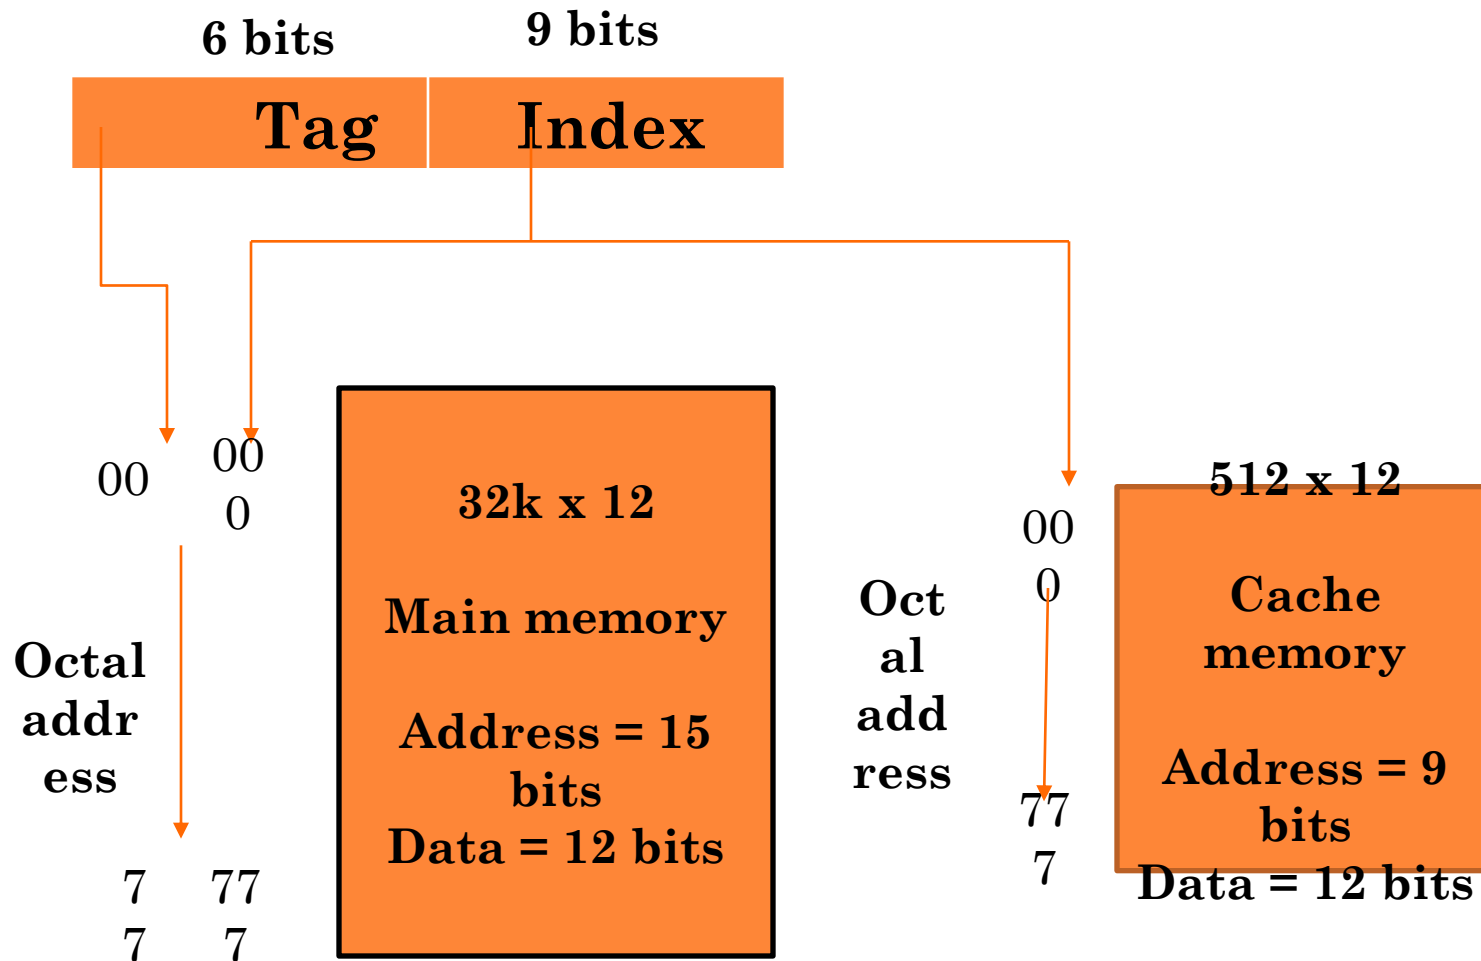 6 bits
9 bits
Tag
Index
00
00
0
32k x 12
Main memory
Address = 15
bits
Data = 12 bits
Octal
addr
ess
7
7
77
7
00
0
Oct
al
add
ress
77
7
512 x 12
Cache
memory
Address = 9
bits
Data = 12 bits